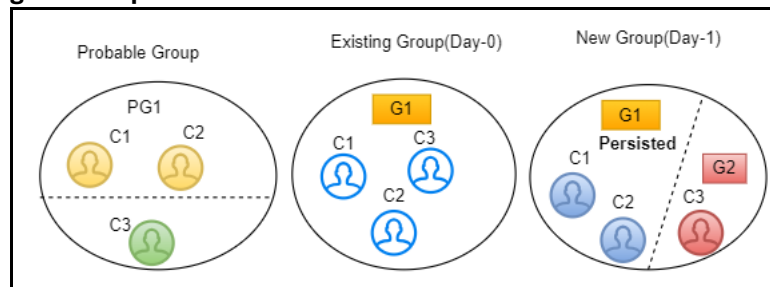 Probable Group
PG1
C1
C2
C3
Existing Group(Day-0)
G1
C1
C3
C2
New Group(Day-1)
G1
Persisted
C1
C2
G2
C3